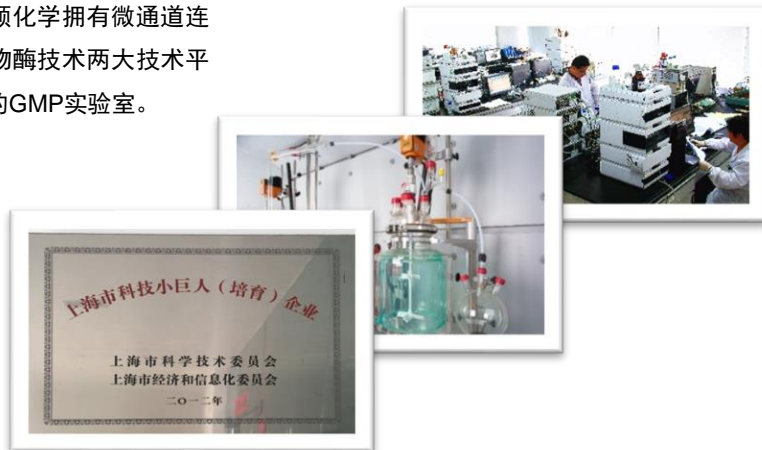 颐化学拥有微通道连
物酶技术两大技术平
的GMP实验室。
上海市科技小巨人（培育）企业
上海市科学技术委员会
上海市经济和信息化委员会
二〇一二年